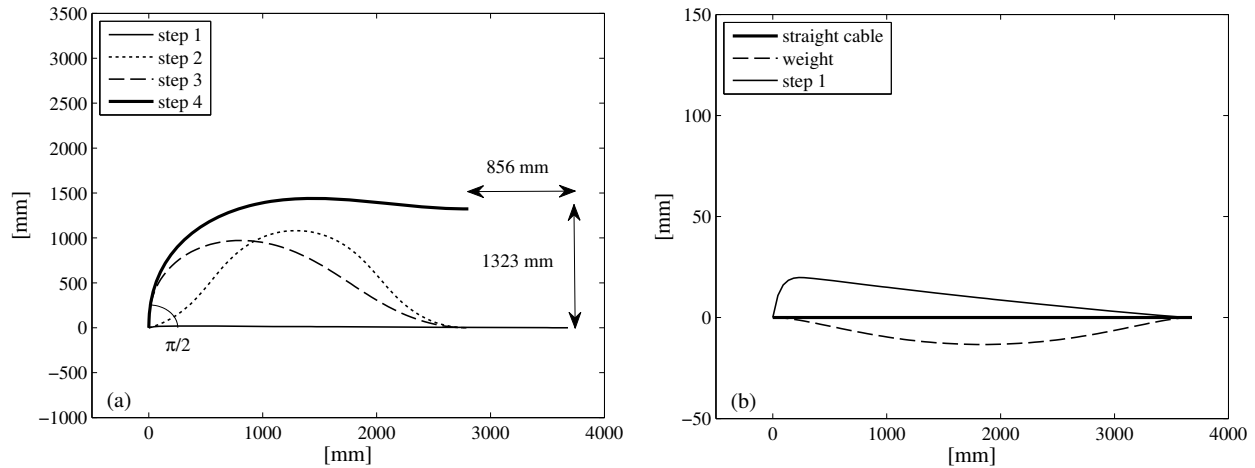 3500
3000
2500
2000
1500
1000
500
0
−500
−1000
[mm]
step 1
step 2
step 3
step 4
856 mm
1323 mm
π/2
(a)
0 1000 2000 3000 4000
[mm]
150
100
50
0
−50
[mm]
straight cable
weight
step 1
(b)
0 1000 2000 3000 4000
[mm]